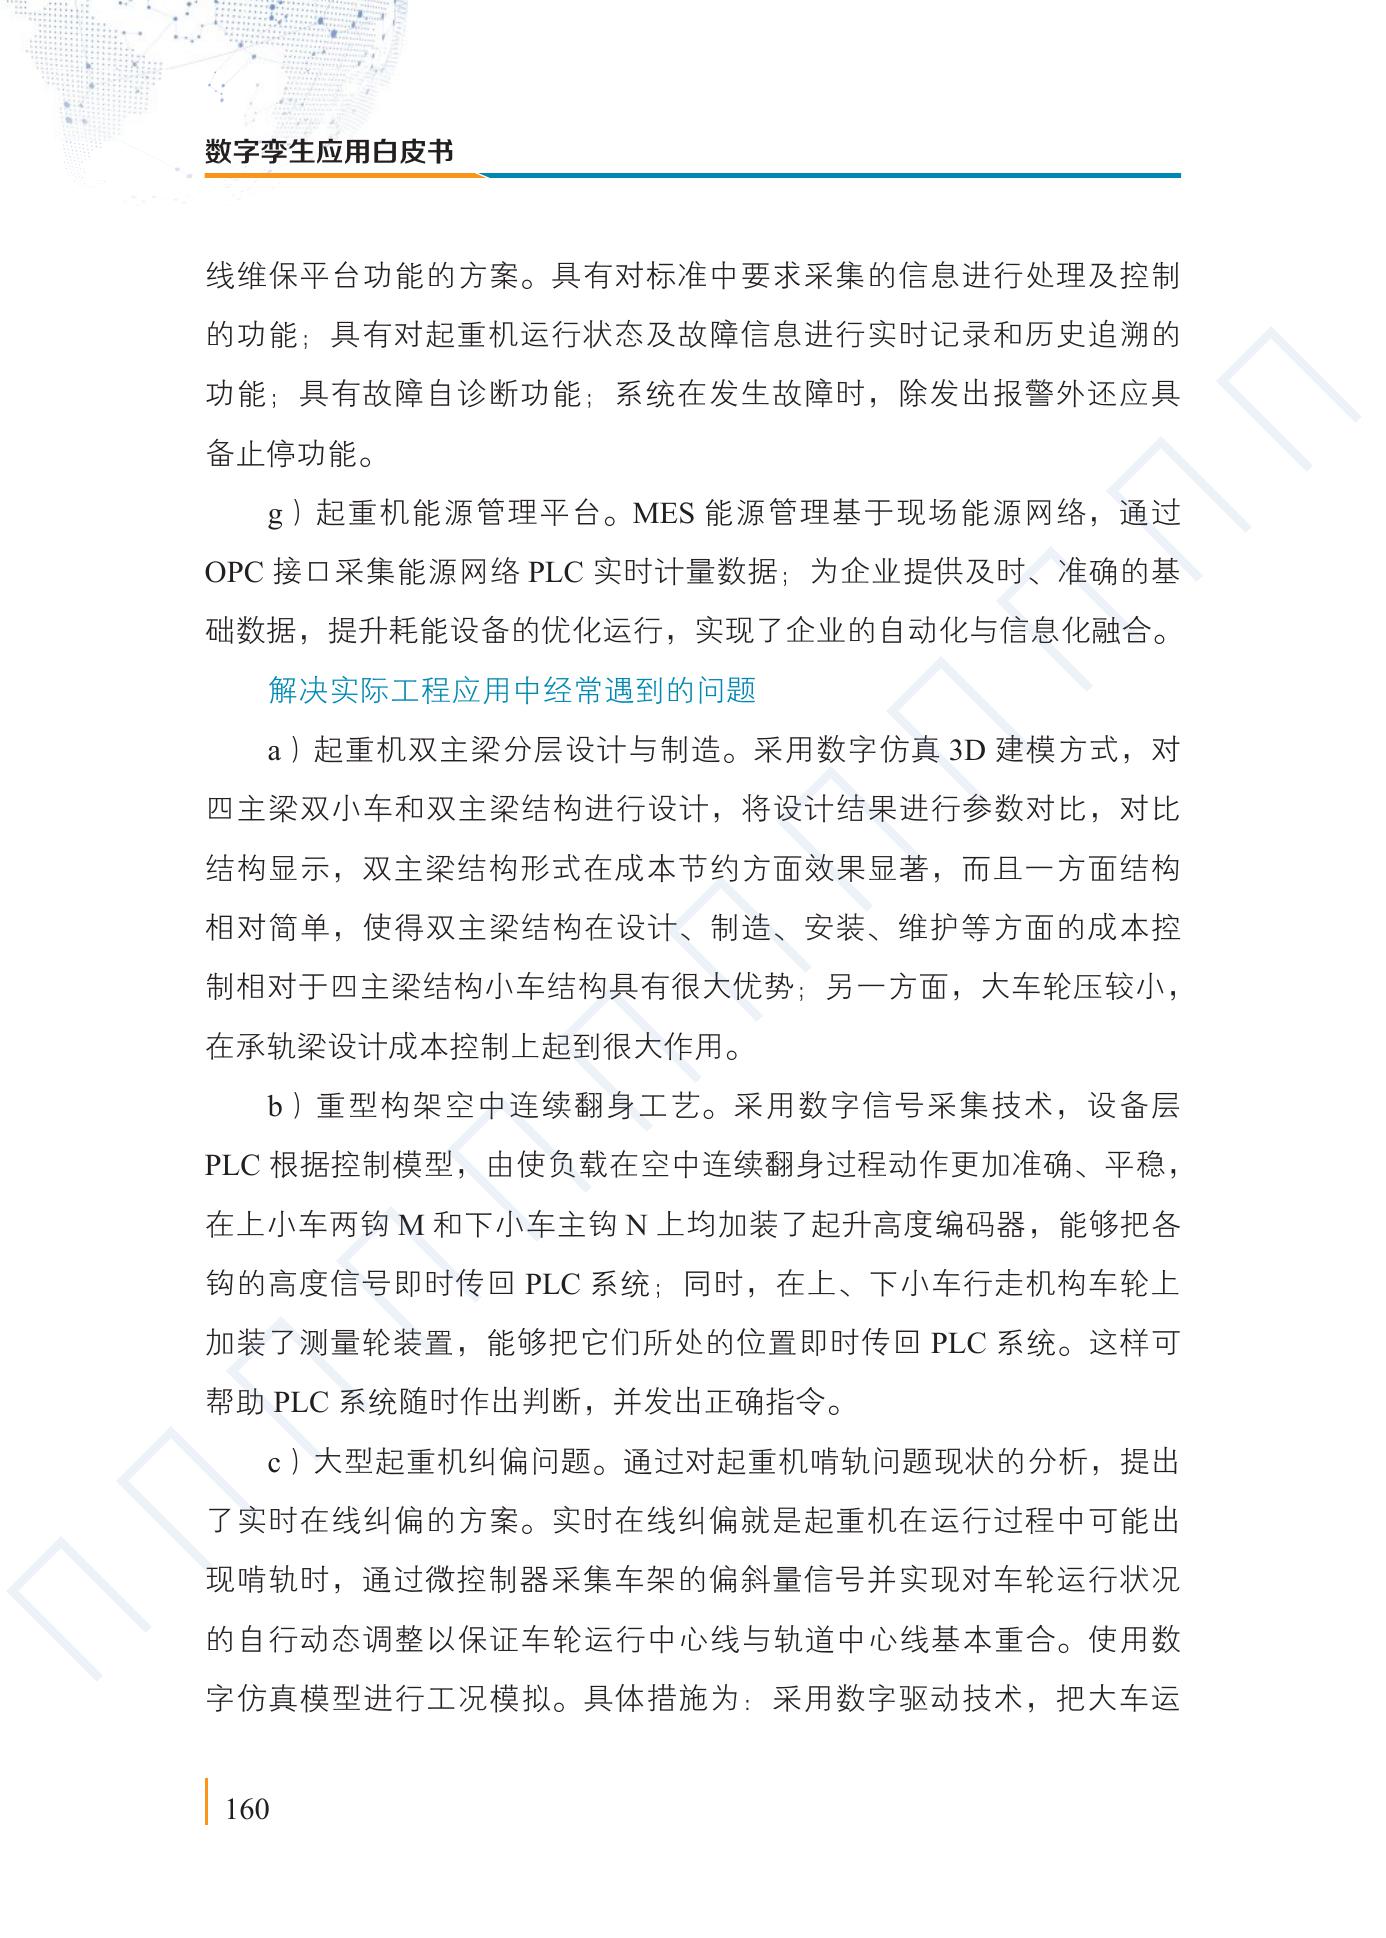 数字孪生应用白皮书
线维保平台功能的方案。具有对标准中要求采集的信息进行处理及控制
的功能；具有对起重机运行状态及故障信息进行实时记录和历史追溯的
功能；具有故障自诊断功能；系统在发生故障时，除发出报警外还应具
备止停功能。
g）起重机能源管理平台。MES 能源管理基于现场能源网络，通过
OPC 接口采集能源网络 PLC 实时计量数据；为企业提供及时、准确的基
础数据，提升耗能设备的优化运行，实现了企业的自动化与信息化融合。
解决实际工程应用中经常遇到的问题
a）起重机双主梁分层设计与制造。采用数字仿真 3D 建模方式，对
四主梁双小车和双主梁结构进行设计，将设计结果进行参数对比，对比
结构显示，双主梁结构形式在成本节约方面效果显著，而且一方面结构
相对简单，使得双主梁结构在设计、制造、安装、维护等方面的成本控
制相对于四主梁结构小车结构具有很大优势；另一方面，大车轮压较小，
在承轨梁设计成本控制上起到很大作用。
b）重型构架空中连续翻身工艺。采用数字信号采集技术，设备层
PLC 根据控制模型，由使负载在空中连续翻身过程动作更加准确、平稳，
在上小车两钩 M 和下小车主钩 N 上均加装了起升高度编码器，能够把各
钩的高度信号即时传回 PLC 系统；同时，在上、下小车行走机构车轮上
加装了测量轮装置，能够把它们所处的位置即时传回 PLC 系统。这样可
帮助 PLC 系统随时作出判断，并发出正确指令。
c）大型起重机纠偏问题。通过对起重机啃轨问题现状的分析，提出
了实时在线纠偏的方案。实时在线纠偏就是起重机在运行过程中可能出
现啃轨时，通过微控制器采集车架的偏斜量信号并实现对车轮运行状况
的自行动态调整以保证车轮运行中心线与轨道中心线基本重合。使用数
字仿真模型进行工况模拟。具体措施为：采用数字驱动技术，把大车运
160